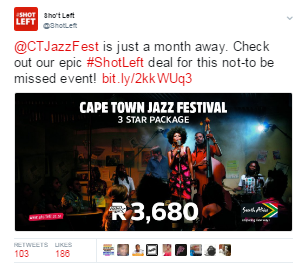 #SHOT
LEFT
Sho't Left
@ShotLeft
@CTJazzFest is just a month away. Check
out our epic #ShotLeft deal for this not-to be
missed event! bit.ly/2kkWUq3
CAPE TOWN JAZZ FESTIVAL
3 STAR PACKAGE
R3,680
South Africa
RETWEETS LIKES
103 186